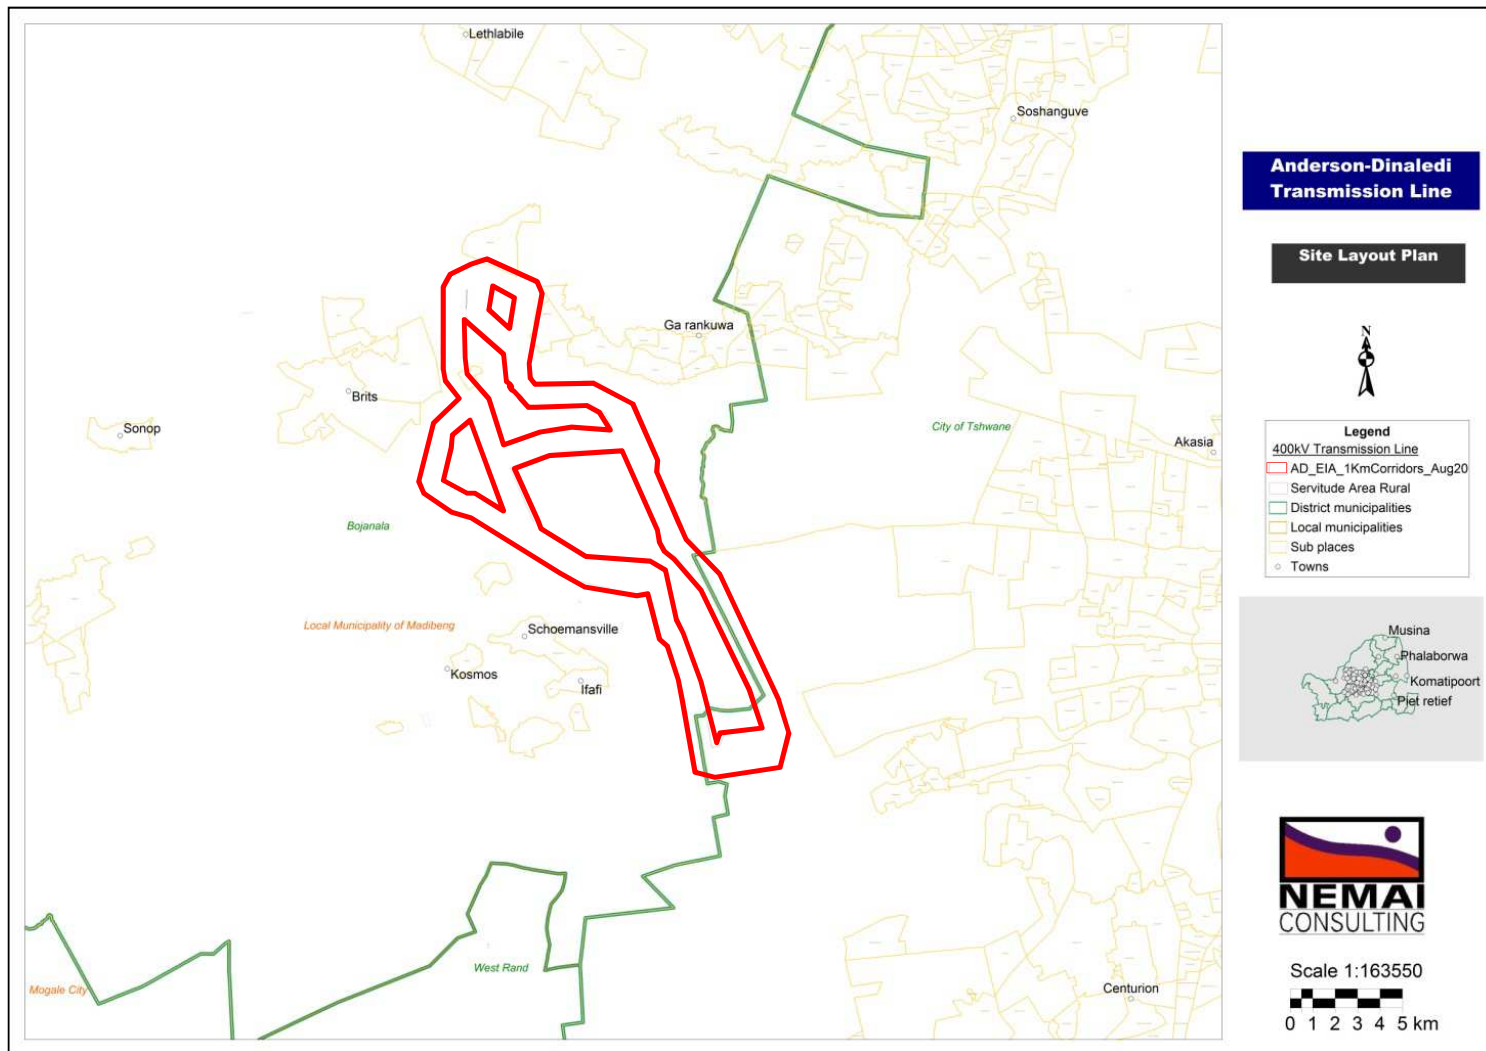 Lethlabile
Soshanguve
Ga rankuwa
Brits
Sonop
City of Tshwane
Akasia
Bojanala
Local Municipality of Madibeng
Schoemansville
Kosmos
Ifafi
West Rand
Mogale City
Centurion
Anderson-Dinaledi
Transmission Line
Site Layout Plan
N
Legend
400kV Transmission Line
AD_EIA_1KmCorridors_Aug20
Servitude Area Rural
District municipalities
Local municipalities
Sub places
Towns
Musina
Phalaborwa
Komatipoort
Piet retief
NEMAI
CONSULTING
Scale 1:163550
0 1 2 3 4 5 km